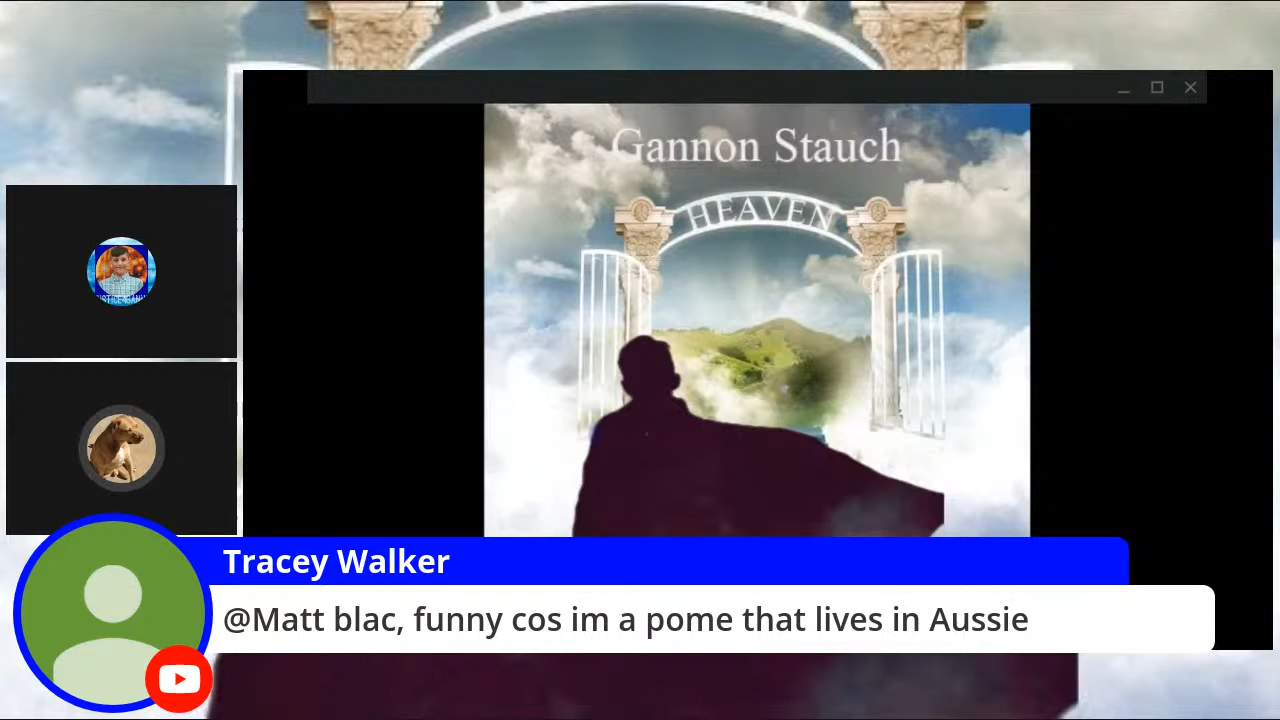 Gannon Stauch
HEAVEN
Tracey Walker
@Matt blac, funny cos im a pome that lives in Aussie